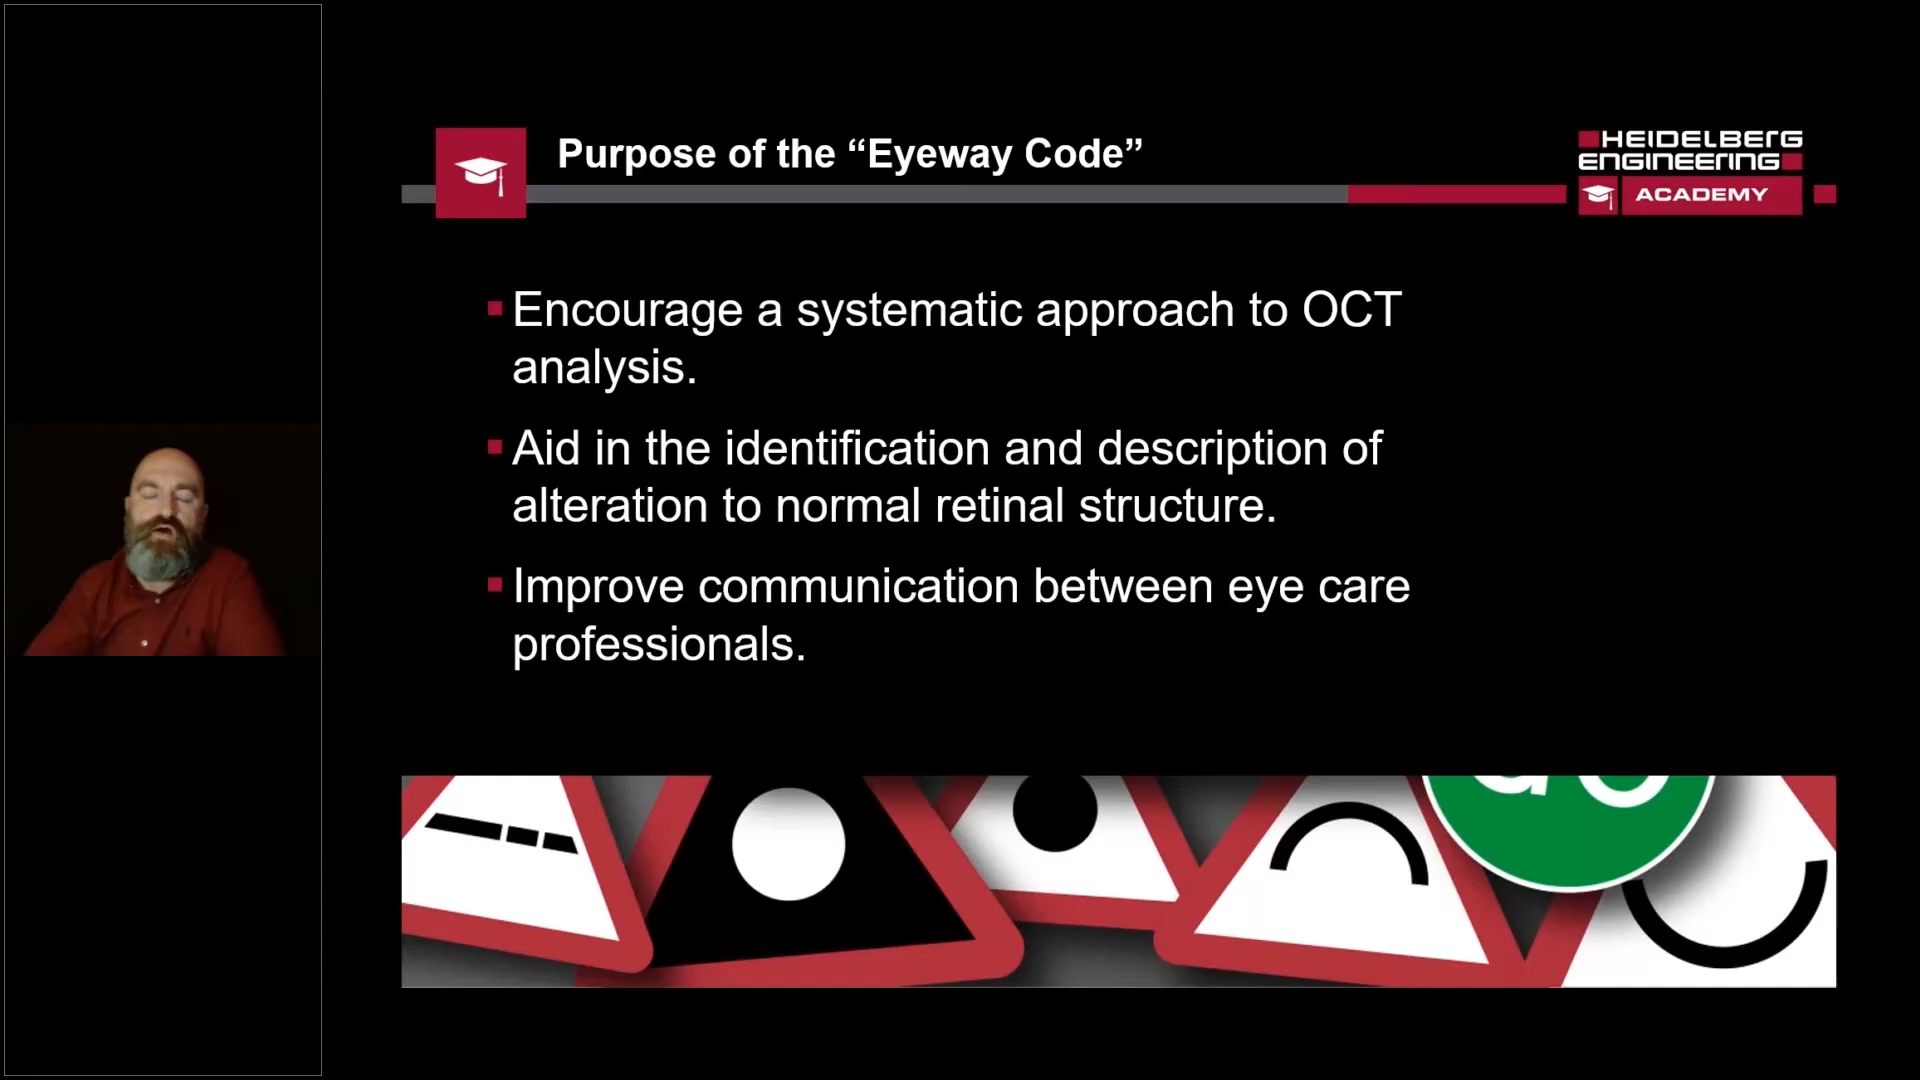 Purpose of the “Eyeway Code”
HEIDELBERG
ENGINEERING
ACADEMY
Encourage a systematic approach to OCT
analysis.
Aid in the identification and description of
alteration to normal retinal structure.
Improve communication between eye care
professionals.
GO